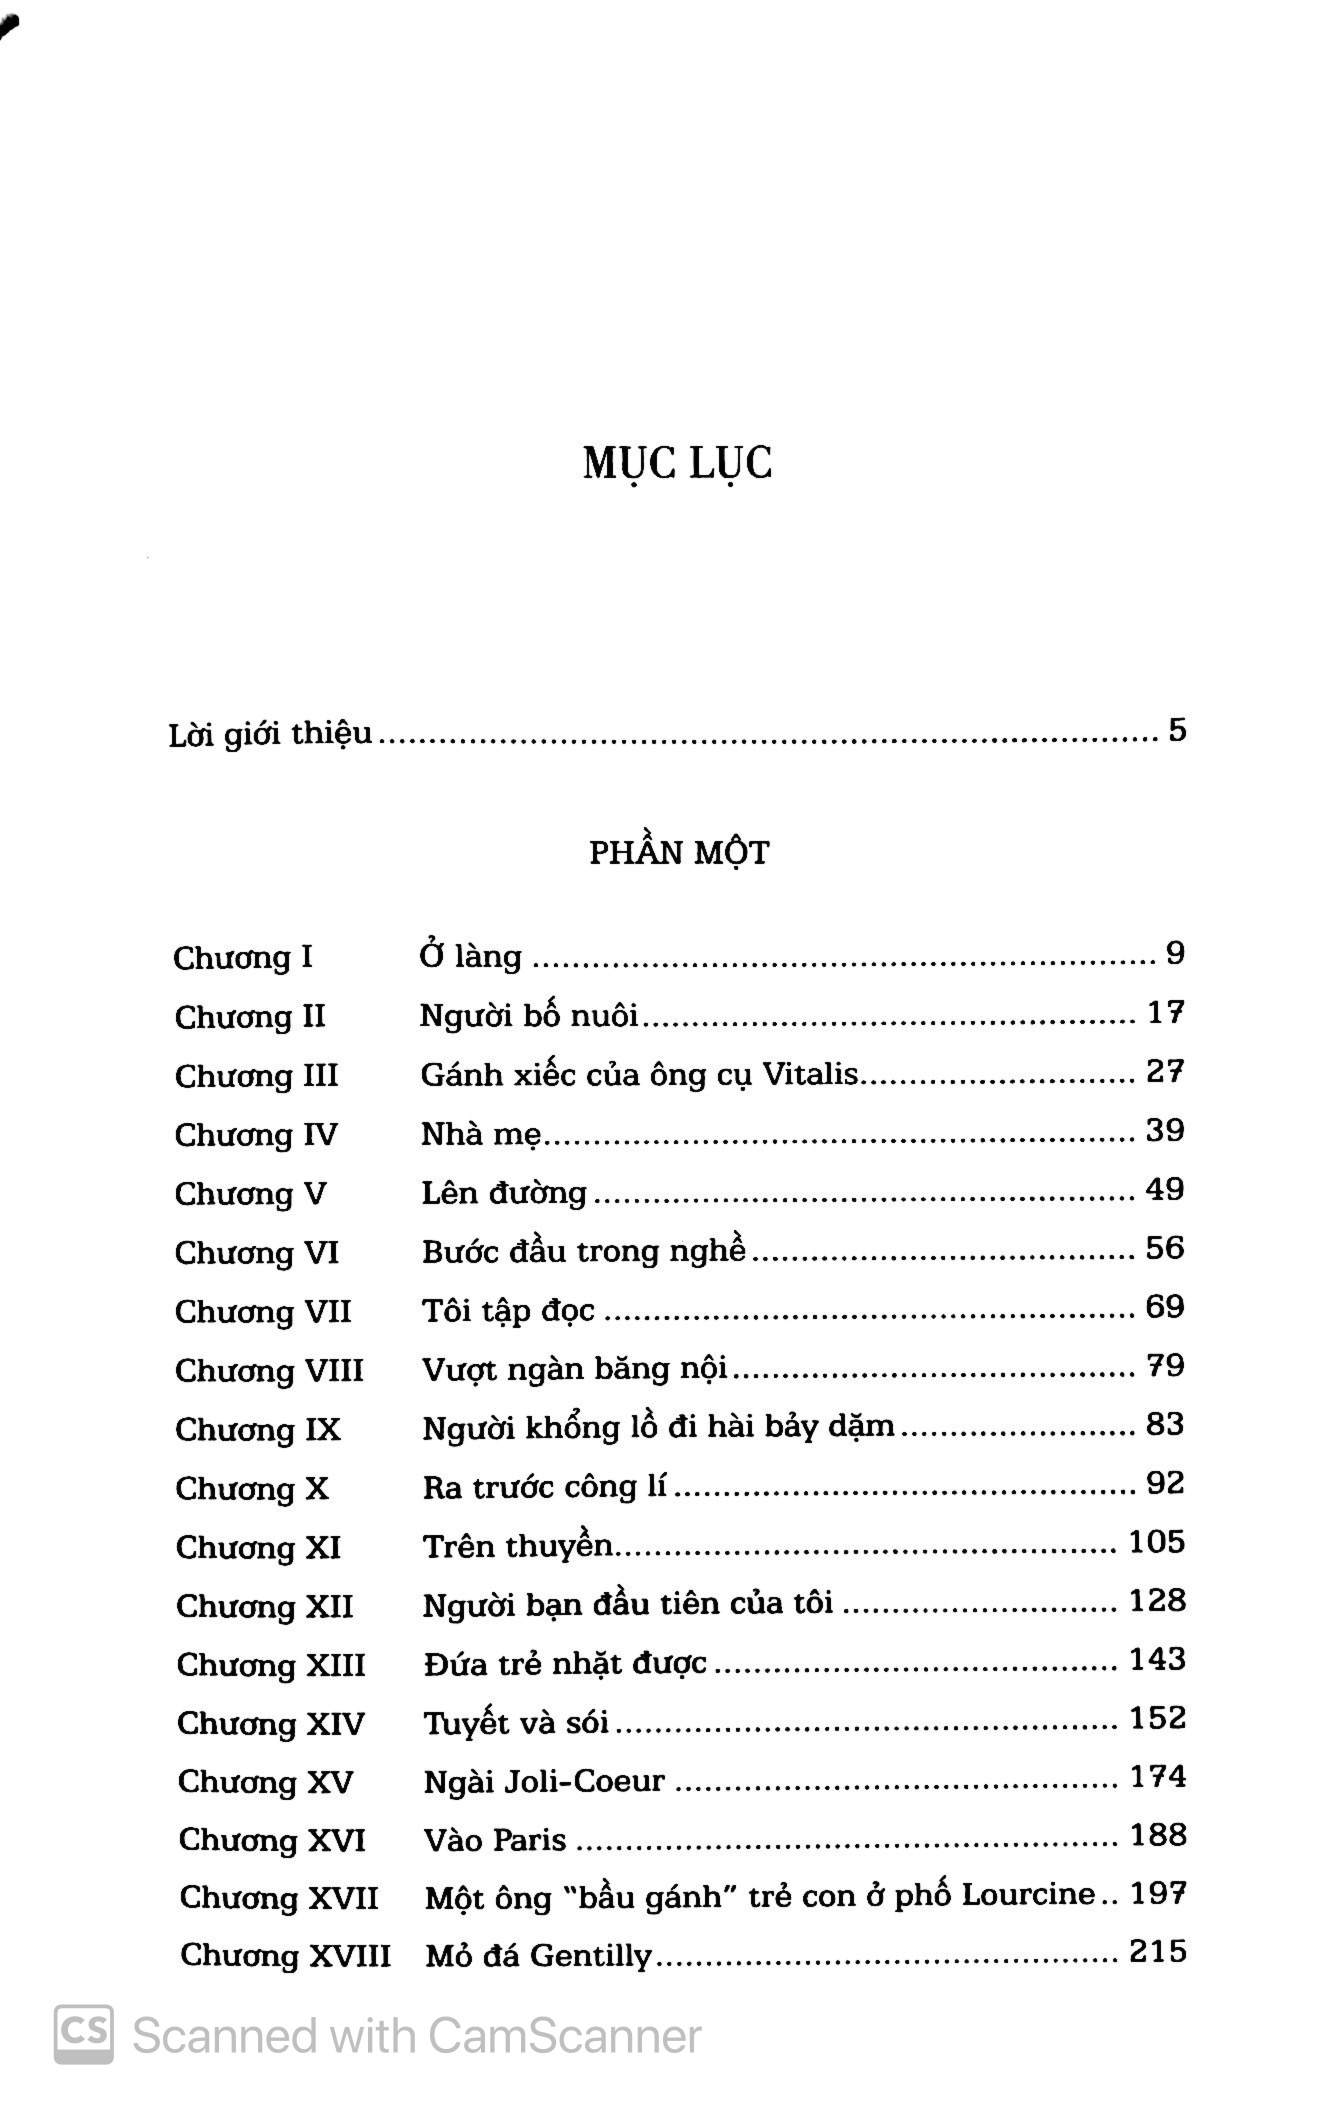 MỤC LỤC
Lời giới thiệu........................................................................... 5
PHẦN MỘT
Chương I Ở làng ............................................................ 9
Chương II Người bố nuôi................................................ 17
Chương III Gánh xiếc của ông cụ Vitalis........................... 27
Chương IV Nhà mẹ......................................................... 39
Chương V Lên đường .................................................... 49
Chương VI Bước đầu trong nghề..................................... 56
Chương VII Tôi tập đọc ................................................... 69
Chương VIII Vượt ngàn băng nội....................................... 79
Chương IX Người khổng lồ đi hài bảy dặm....................... 83
Chương X Ra trước công lí ............................................. 92
Chương XI Trên thuyền................................................. 105
Chương XII Người bạn đầu tiên của tôi ........................... 128
Chương XIII Đứa trẻ nhặt được ....................................... 143
Chương XIV Tuyết và sói ................................................. 152
Chương XV Ngài Joli-Coeur ........................................... 174
Chương XVI Vào Paris ..................................................... 188
Chương XVII Một ông "bầu gánh" trẻ con ở phố Lourcine .. 197
Chương XVIII Mỏ đá Gentilly............................................. 215
CS Scanned with CamScanner